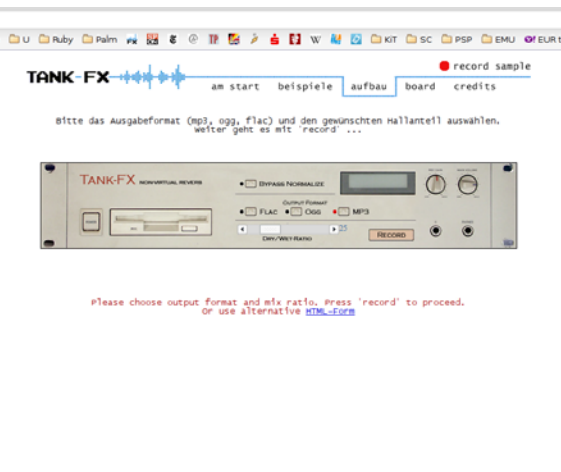 U Ruby Palm PX @ TP W KiT SC PSP EMU EUR t
TANK-FX
record sample
am start beispiele aufbau board credits
Bitte das Ausgabeformat (mp3, ogg, flac) und den gewünschten Hallanteil auswählen.
Weiter geht es mit 'record' ...
TANK-FX NON-VIRTUAL REVERB
BYPASS NORMALIZE
OUTPUT FORMAT
FLAC OGG MP3
25
DRY/WET-RATIO
RECORD
Please choose output format and mix ratio. Press 'record' to proceed.
Or use alternative HTML-Form